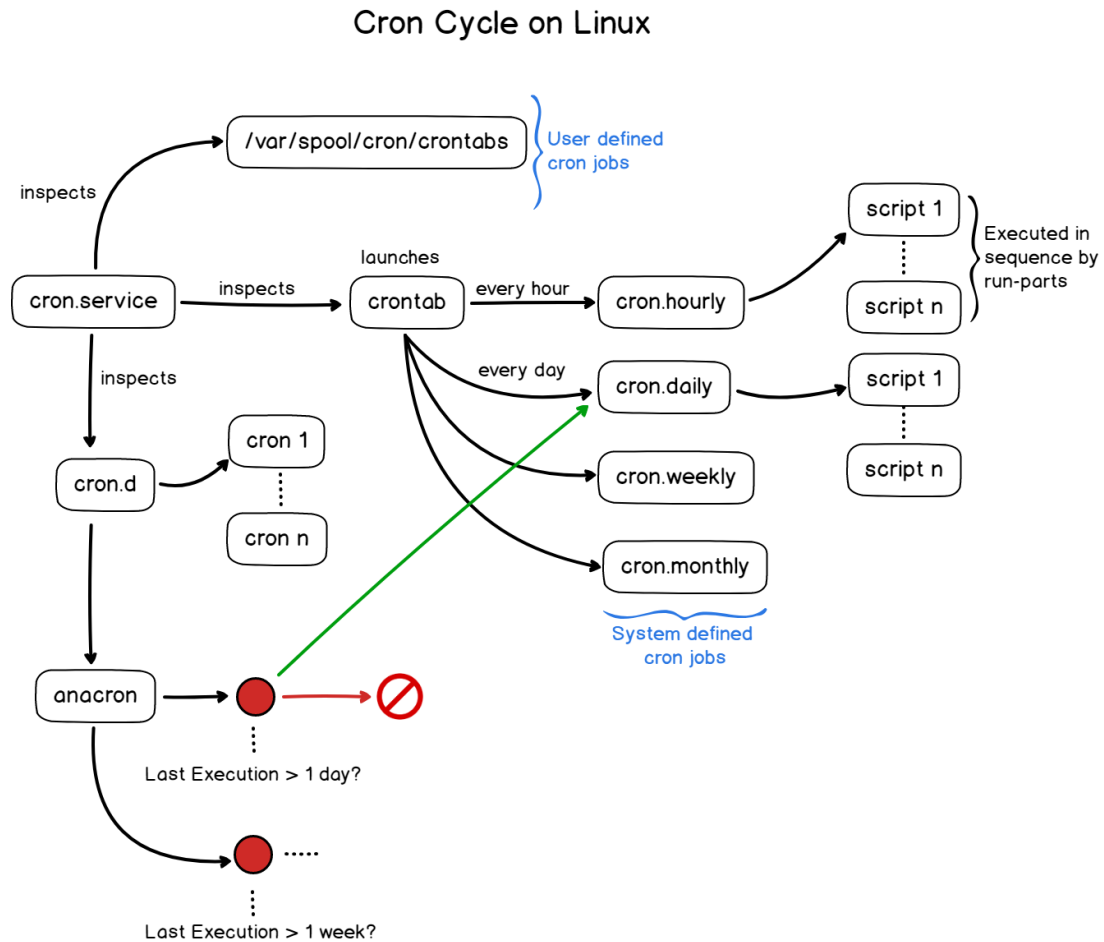 Cron Cycle on Linux
/var/spool/cron/crontabs
User defined
cron jobs
inspects
script 1
Executed in
sequence by
run-parts
launches
cron.service
inspects
crontab
every hour
cron.hourly
script n
inspects
every day
cron.daily
script 1
cron 1
cron.d
cron.weekly
script n
cron n
cron.monthly
System defined
cron jobs
anacron
Last Execution > 1 day?
Last Execution > 1 week?